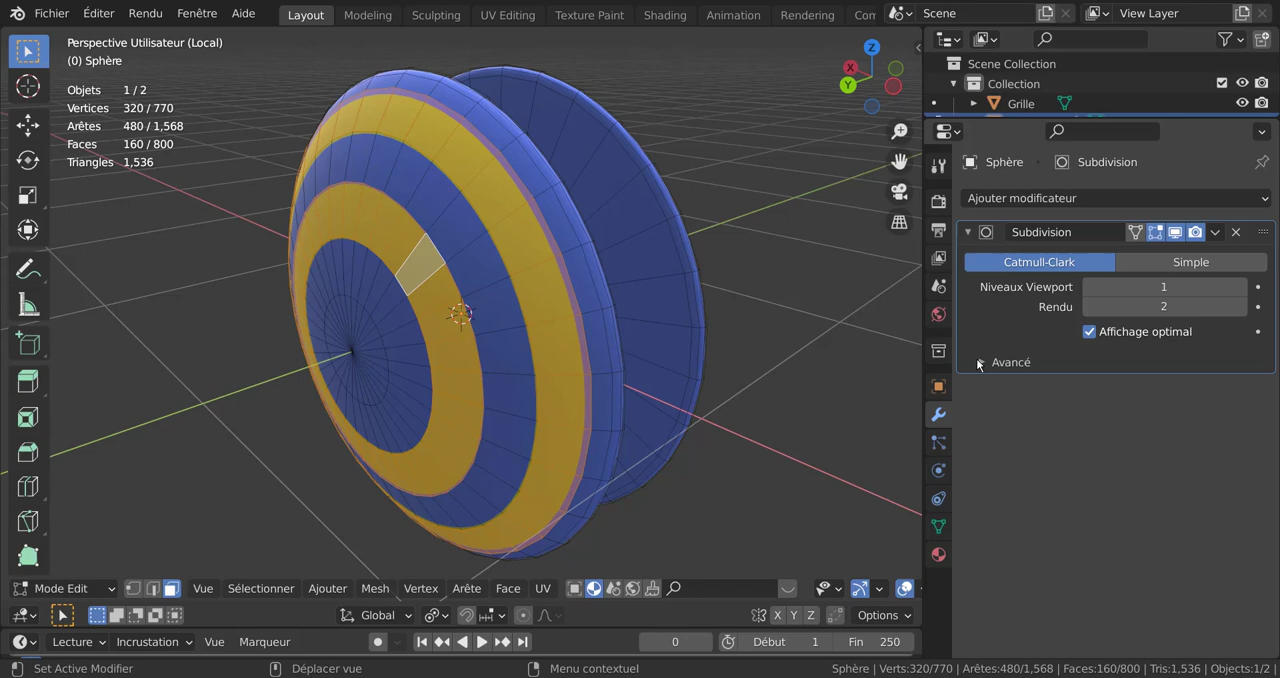 Fichier Éditer Rendu Fenêtre Aide Layout Modeling Sculpting UV Editing Texture Paint Shading Animation Rendering Com Scene View Layer
Perspective Utilisateur (Local)
(0) Sphère
Objets 1 / 2
Vertices 320 / 770
Arêtes 480 / 1,568
Faces 160 / 800
Triangles 1,536
Z
X
Y
Scene Collection
Collection
Grille
Sphère Subdivision
Ajouter modificateur
Subdivision
Catmull-Clark Simple
Niveaux Viewport 1
Rendu 2
Affichage optimal
Avancé
Mode Edit Vue Sélectionner Ajouter Mesh Vertex Arête Face UV
Global X Y Z Options
Lecture Incrustation Vue Marqueur 0 Début 1 Fin 250
Set Active Modifier Déplacer vue Menu contextuel Sphère | Verts:320/770 | Arêtes:480/1,568 | Faces:160/800 | Tris:1,536 | Objects:1/2 |